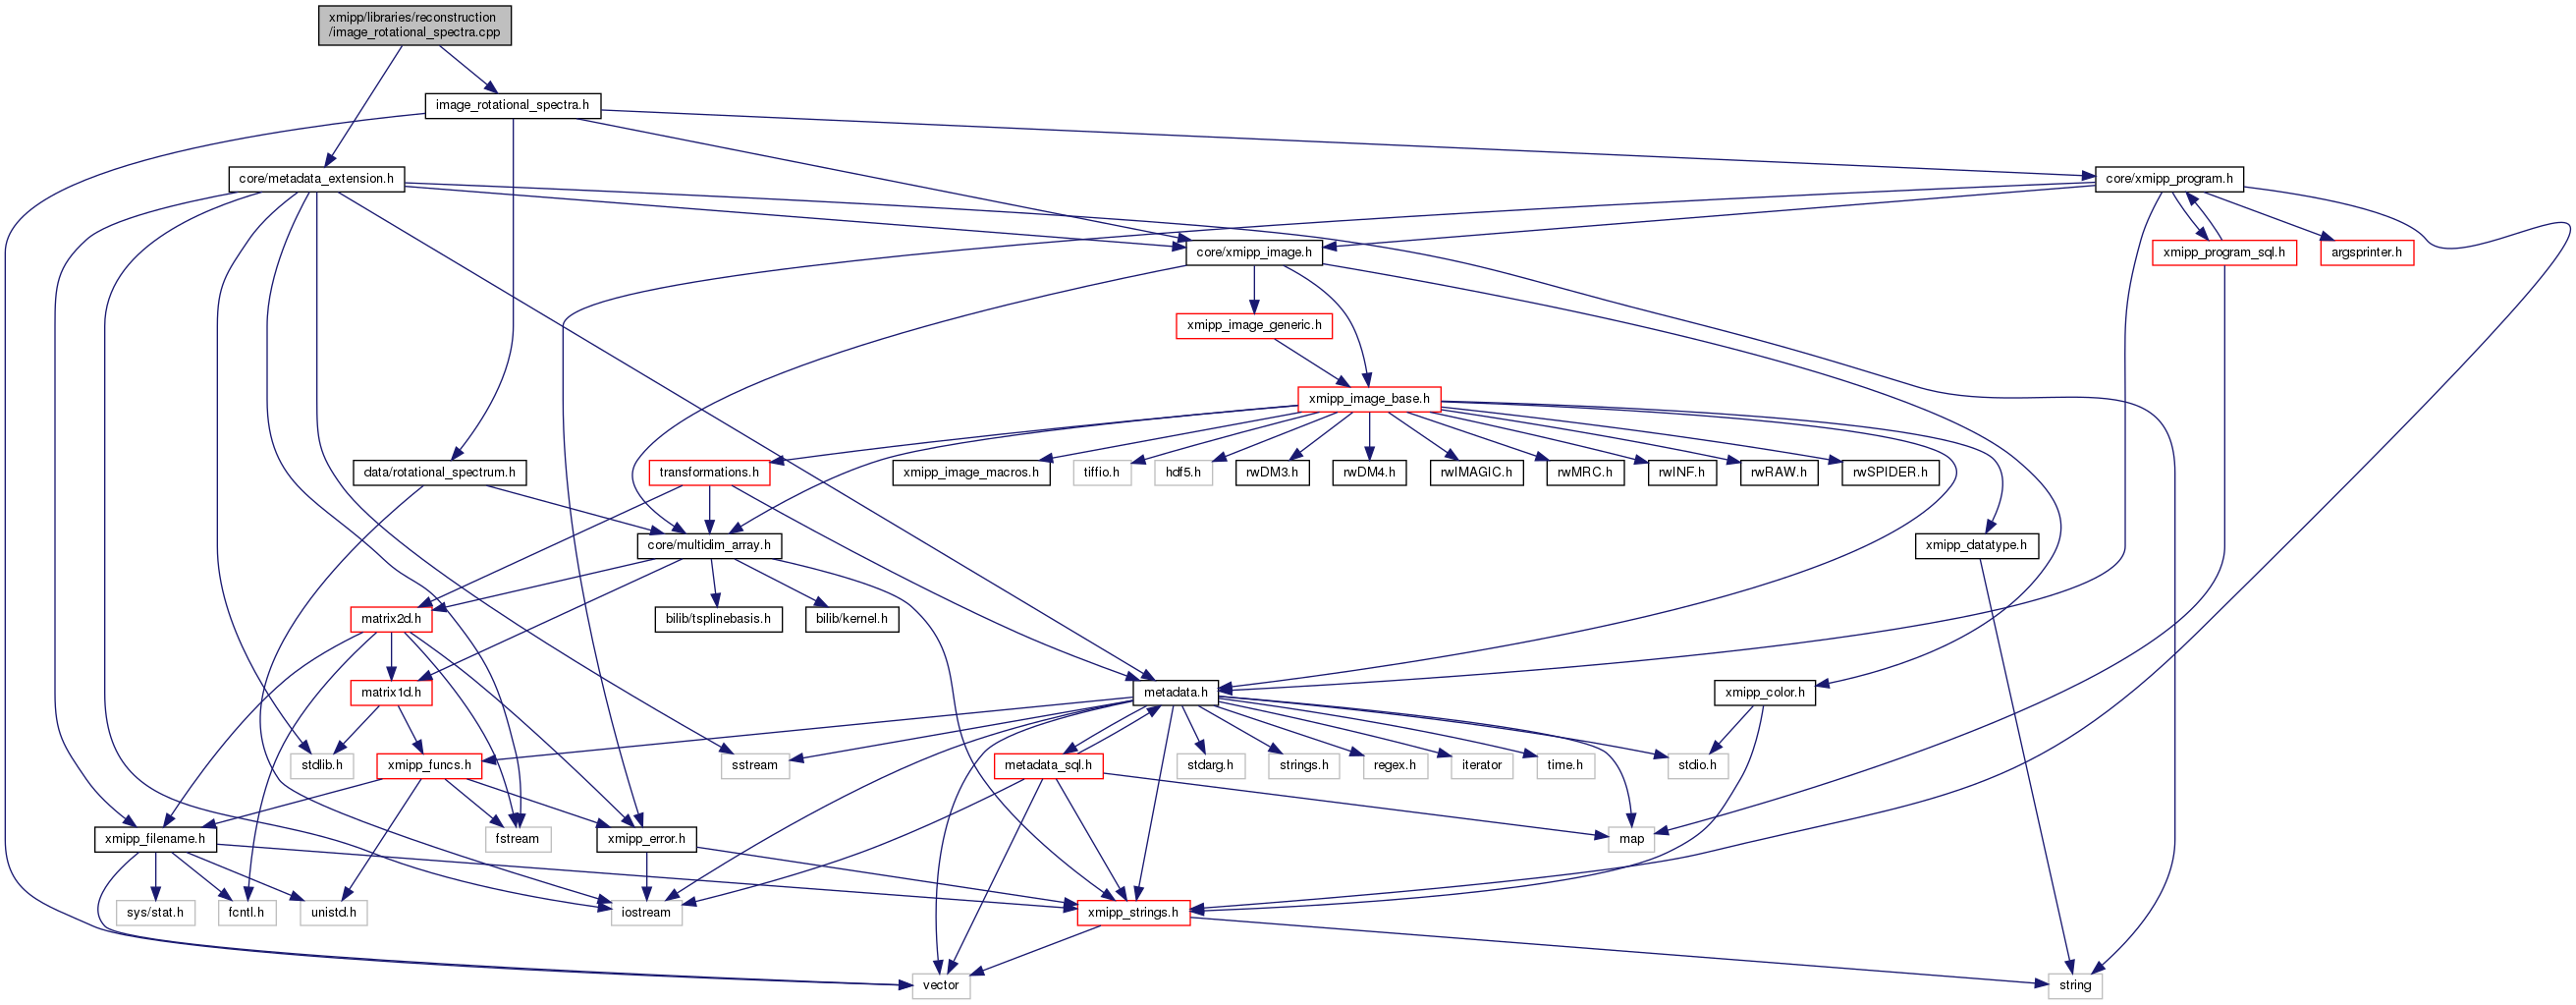 xmipp/libraries/reconstruction
/image_rotational_spectra.cpp
image_rotational_spectra.h
core/metadata_extension.h
core/xmipp_program.h
core/xmipp_image.h
xmipp_program_sql.h
argsprinter.h
xmipp_image_generic.h
xmipp_image_base.h
data/rotational_spectrum.h
transformations.h
xmipp_image_macros.h
tiffio.h
hdf5.h
rwDM3.h
rwDM4.h
rwIMAGIC.h
rwMRC.h
rwINF.h
rwRAW.h
rwSPIDER.h
core/multidim_array.h
xmipp_datatype.h
matrix2d.h
bilib/tsplinebasis.h
bilib/kernel.h
matrix1d.h
metadata.h
xmipp_color.h
stdlib.h
xmipp_funcs.h
sstream
metadata_sql.h
stdarg.h
strings.h
regex.h
iterator
time.h
stdio.h
xmipp_filename.h
fstream
xmipp_error.h
map
sys/stat.h
fcntl.h
unistd.h
iostream
xmipp_strings.h
vector
string